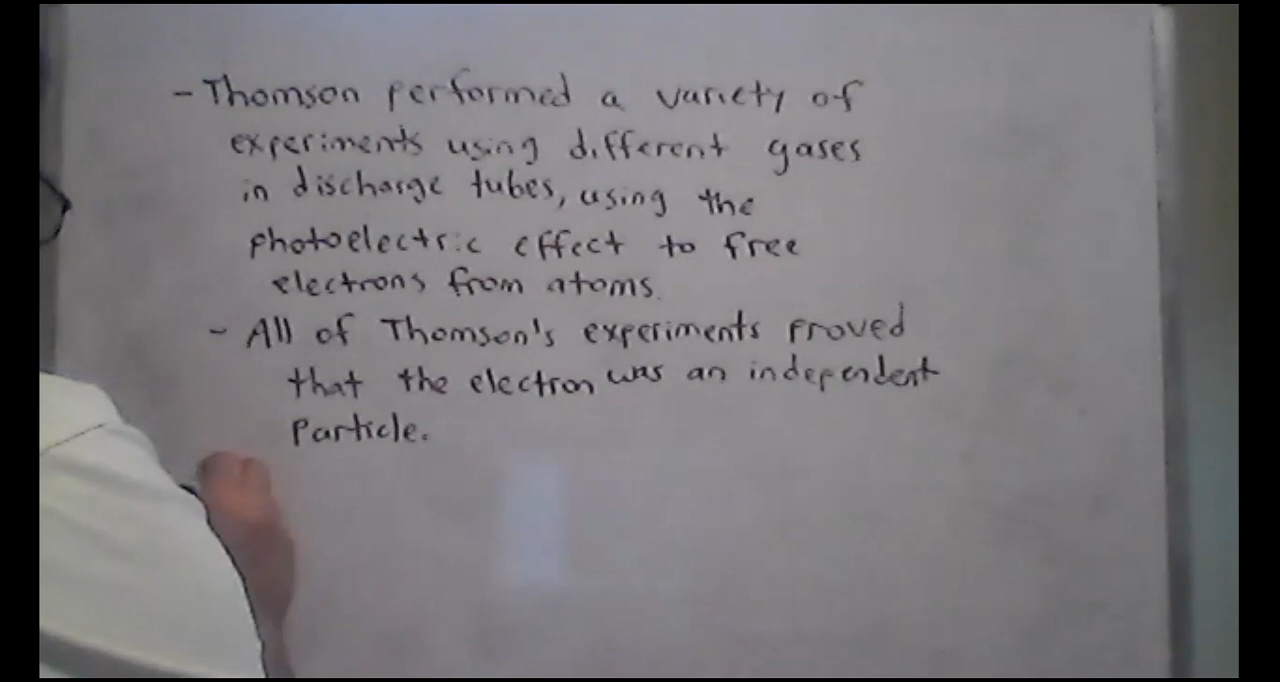 - Thomson performed a variety of
experiments using different gases
in discharge tubes, using the
photoelectric effect to free
electrons from atoms.
- All of Thomson's experiments proved
that the electron was an independent
particle.